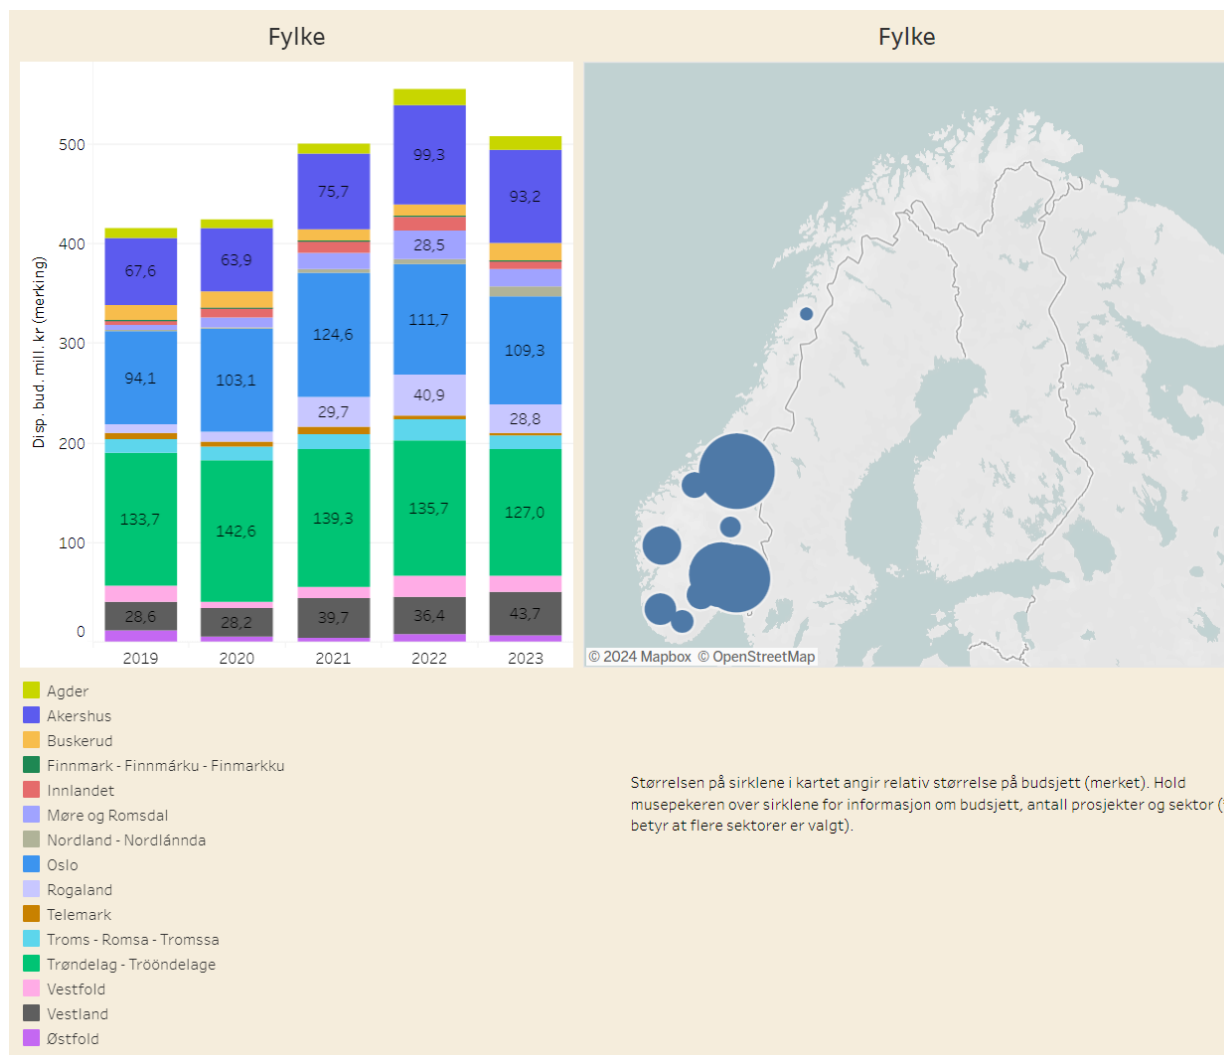 Fylke
Fylke
Disp. bud. mill. kr (merking)
500
400
300
200
100
0
67,6
94,1
133,7
28,6
63,9
103,1
142,6
28,2
75,7
124,6
29,7
139,3
39,7
99,3
28,5
111,7
40,9
135,7
36,4
93,2
109,3
28,8
127,0
43,7
2019
2020
2021
2022
2023
© 2024 Mapbox © OpenStreetMap
Agder
Akershus
Buskerud
Finnmark - Finnmárku - Finmarkku
Innlandet
Møre og Romsdal
Nordland - Nordlánnda
Oslo
Rogaland
Telemark
Troms - Romsa - Tromssa
Trøndelag - Trööndelage
Vestfold
Vestland
Østfold
Størrelsen på sirklene i kartet angir relativ størrelse på budsjett (merket). Hold
musepekeren over sirklene for informasjon om budsjett, antall prosjekter og sektor (
betyr at flere sektorer er valgt).